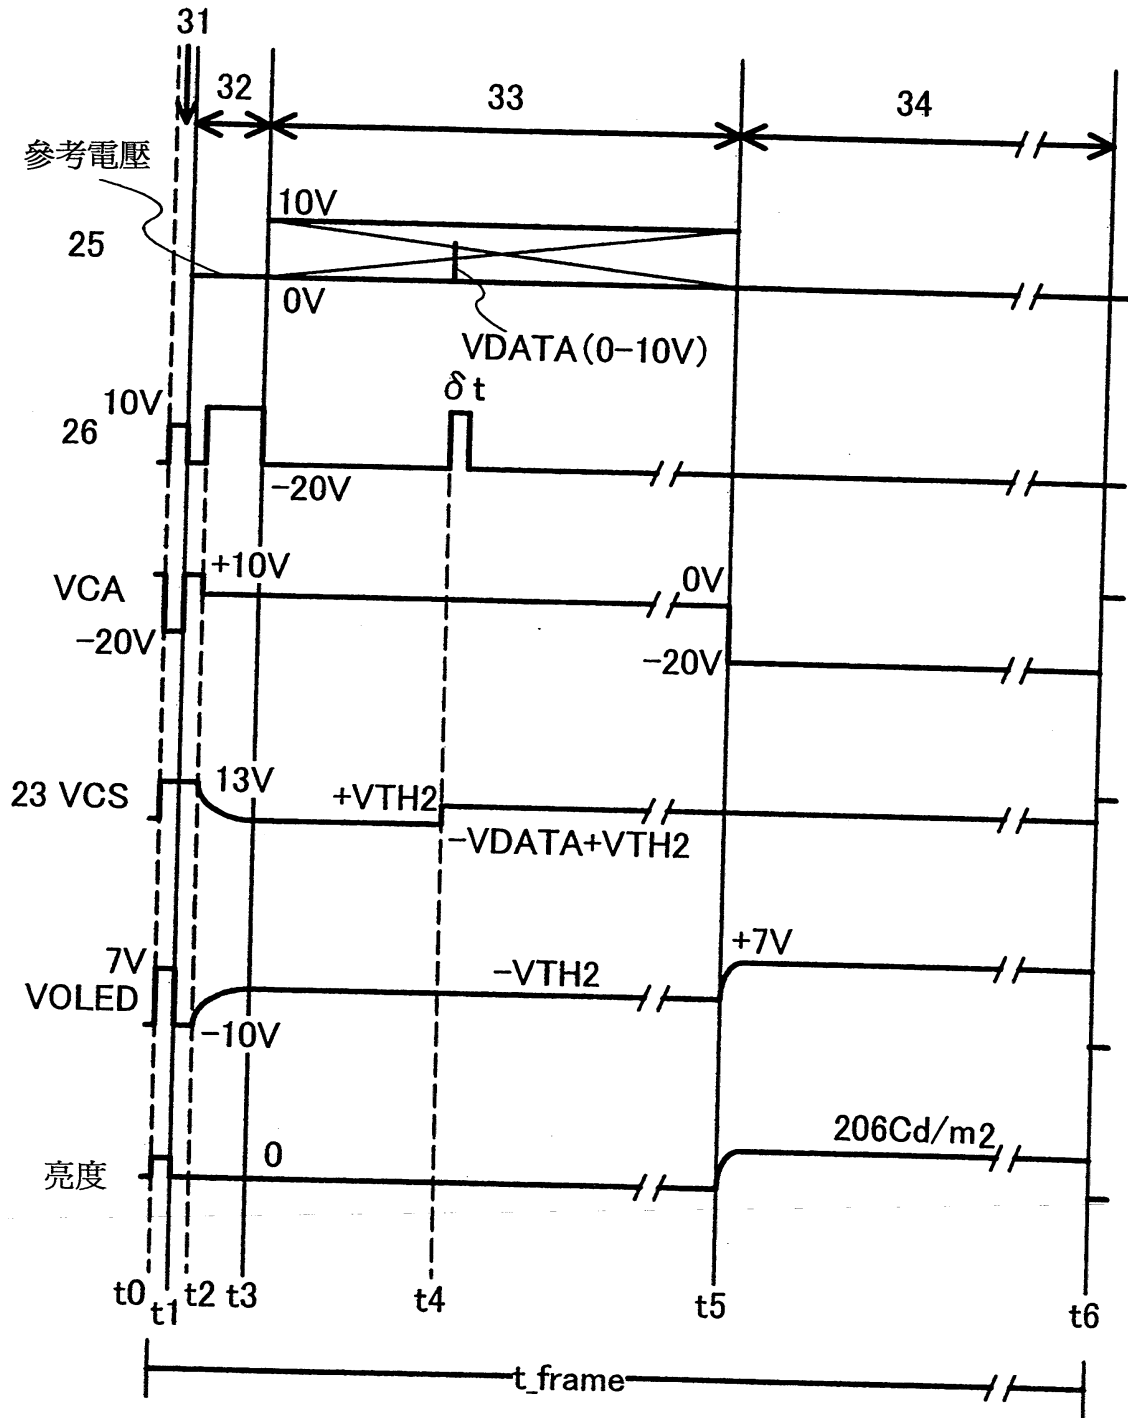 31
32
33
34
參考電壓
10V
25
0V
VDATA(0-10V)
10V
δt
26
-20V
+10V
0V
VCA
-20V
-20V
13V
23 VCS
+VTH2
-VDATA+VTH2
7V
+7V
-VTH2
VOLED
-10V
206Cd/m2
0
亮度
t0
t1
t2
t3
t4
t5
t6
t_frame